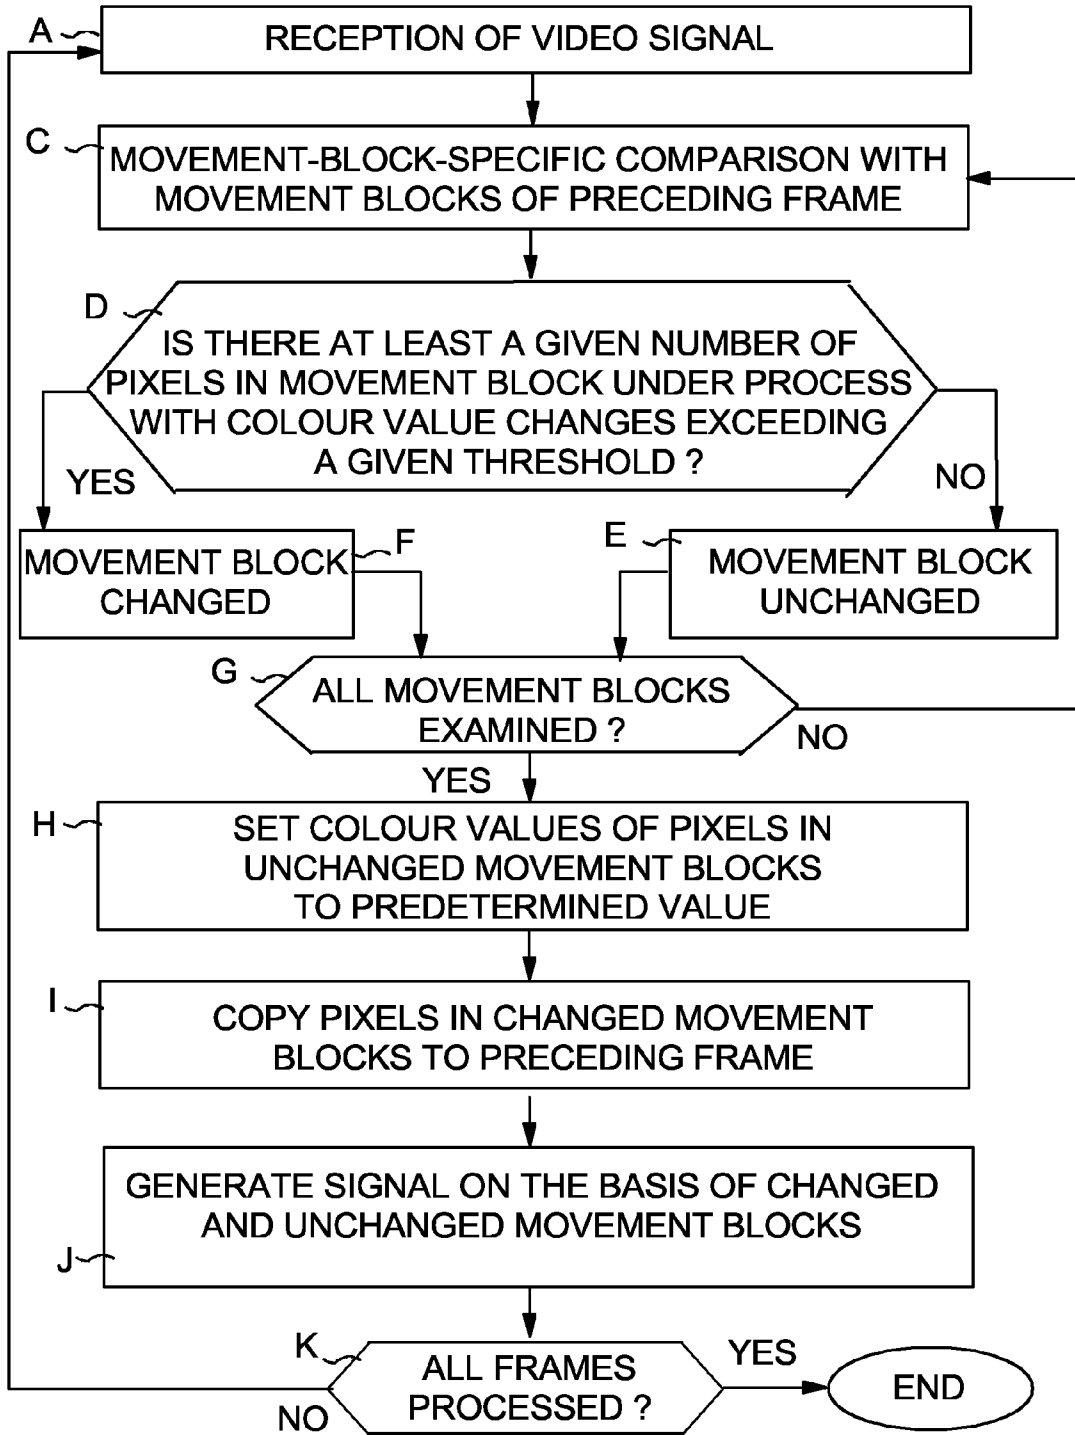 A
RECEPTION OF VIDEO SIGNAL
C
MOVEMENT-BLOCK-SPECIFIC COMPARISON WITH
MOVEMENT BLOCKS OF PRECEDING FRAME
D
IS THERE AT LEAST A GIVEN NUMBER OF
PIXELS IN MOVEMENT BLOCK UNDER PROCESS
WITH COLOUR VALUE CHANGES EXCEEDING
A GIVEN THRESHOLD ?
YES
NO
F
MOVEMENT BLOCK
CHANGED
E
MOVEMENT BLOCK
UNCHANGED
G
ALL MOVEMENT BLOCKS
EXAMINED ?
NO
YES
H
SET COLOUR VALUES OF PIXELS IN
UNCHANGED MOVEMENT BLOCKS
TO PREDETERMINED VALUE
I
COPY PIXELS IN CHANGED MOVEMENT
BLOCKS TO PRECEDING FRAME
GENERATE SIGNAL ON THE BASIS OF CHANGED
AND UNCHANGED MOVEMENT BLOCKS
J
K
ALL FRAMES
PROCESSED ?
YES
NO
END